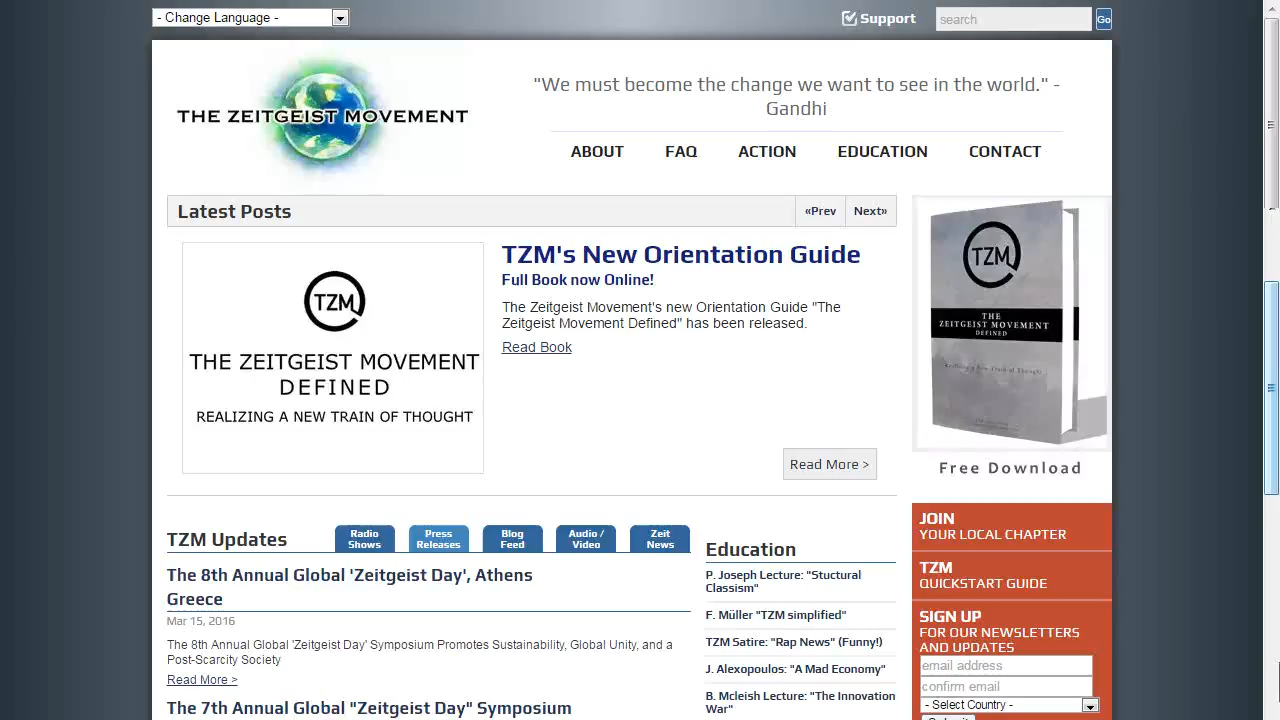 - Change Language -
Support
search
Go
THE ZEITGEIST MOVEMENT
"We must become the change we want to see in the world." -
Gandhi
ABOUT FAQ ACTION EDUCATION CONTACT
Latest Posts
«Prev Next»
TZM
THE ZEITGEIST MOVEMENT
DEFINED
REALIZING A NEW TRAIN OF THOUGHT
TZM's New Orientation Guide
Full Book now Online!
The Zeitgeist Movement's new Orientation Guide "The
Zeitgeist Movement Defined" has been released.
Read Book
Read More >
TZM
THE
ZEITGEIST MOVEMENT
DEFINED
Realizing a New Train of Thought
Free Download
TZM Updates
Radio
Shows
Press
Releases
Blog
Feed
Audio /
Video
Zeit
News
The 8th Annual Global 'Zeitgeist Day', Athens
Greece
Mar 15, 2016
The 8th Annual Global 'Zeitgeist Day' Symposium Promotes Sustainability, Global Unity, and a
Post-Scarcity Society
Read More >
The 7th Annual Global "Zeitgeist Day" Symposium
Education
P. Joseph Lecture: "Stuctural
Classism"
F. Müller "TZM simplified"
TZM Satire: "Rap News" (Funny!)
J. Alexopoulos: "A Mad Economy"
B. Mcleish Lecture: "The Innovation
War"
JOIN
YOUR LOCAL CHAPTER
TZM
QUICKSTART GUIDE
SIGN UP
FOR OUR NEWSLETTERS
AND UPDATES
email address
confirm email
- Select Country -